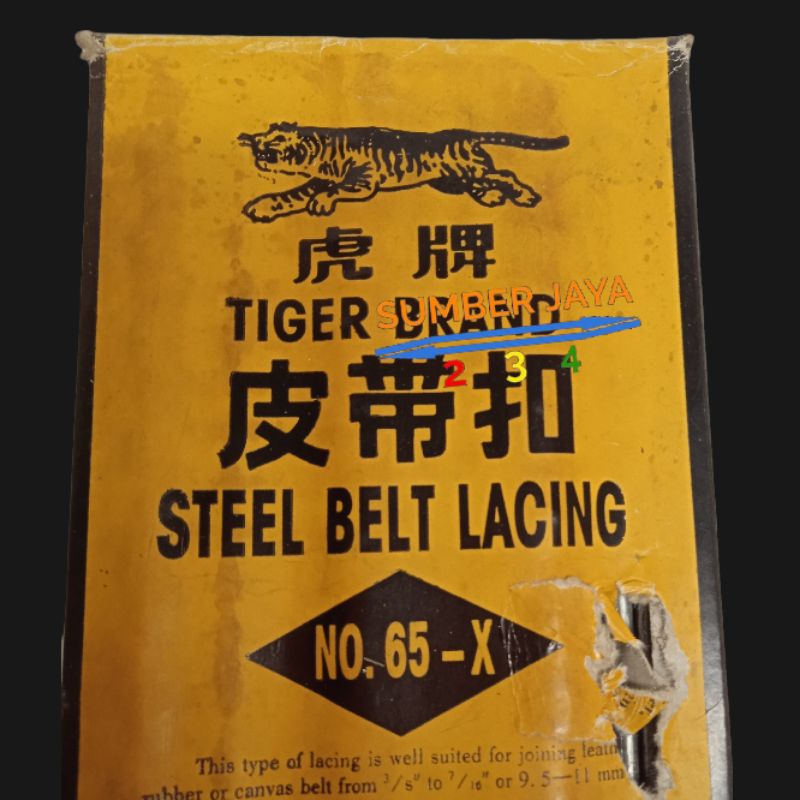 虎牌
TIGER BRAND
SUMBER JAYA
2 3 4
皮带扣
STEEL BELT LACING
NO. 65-X
This type of lacing is well suited for joining leath
rubber or canvas belt from 3/8" to 7/16" or 9.5—11 mm